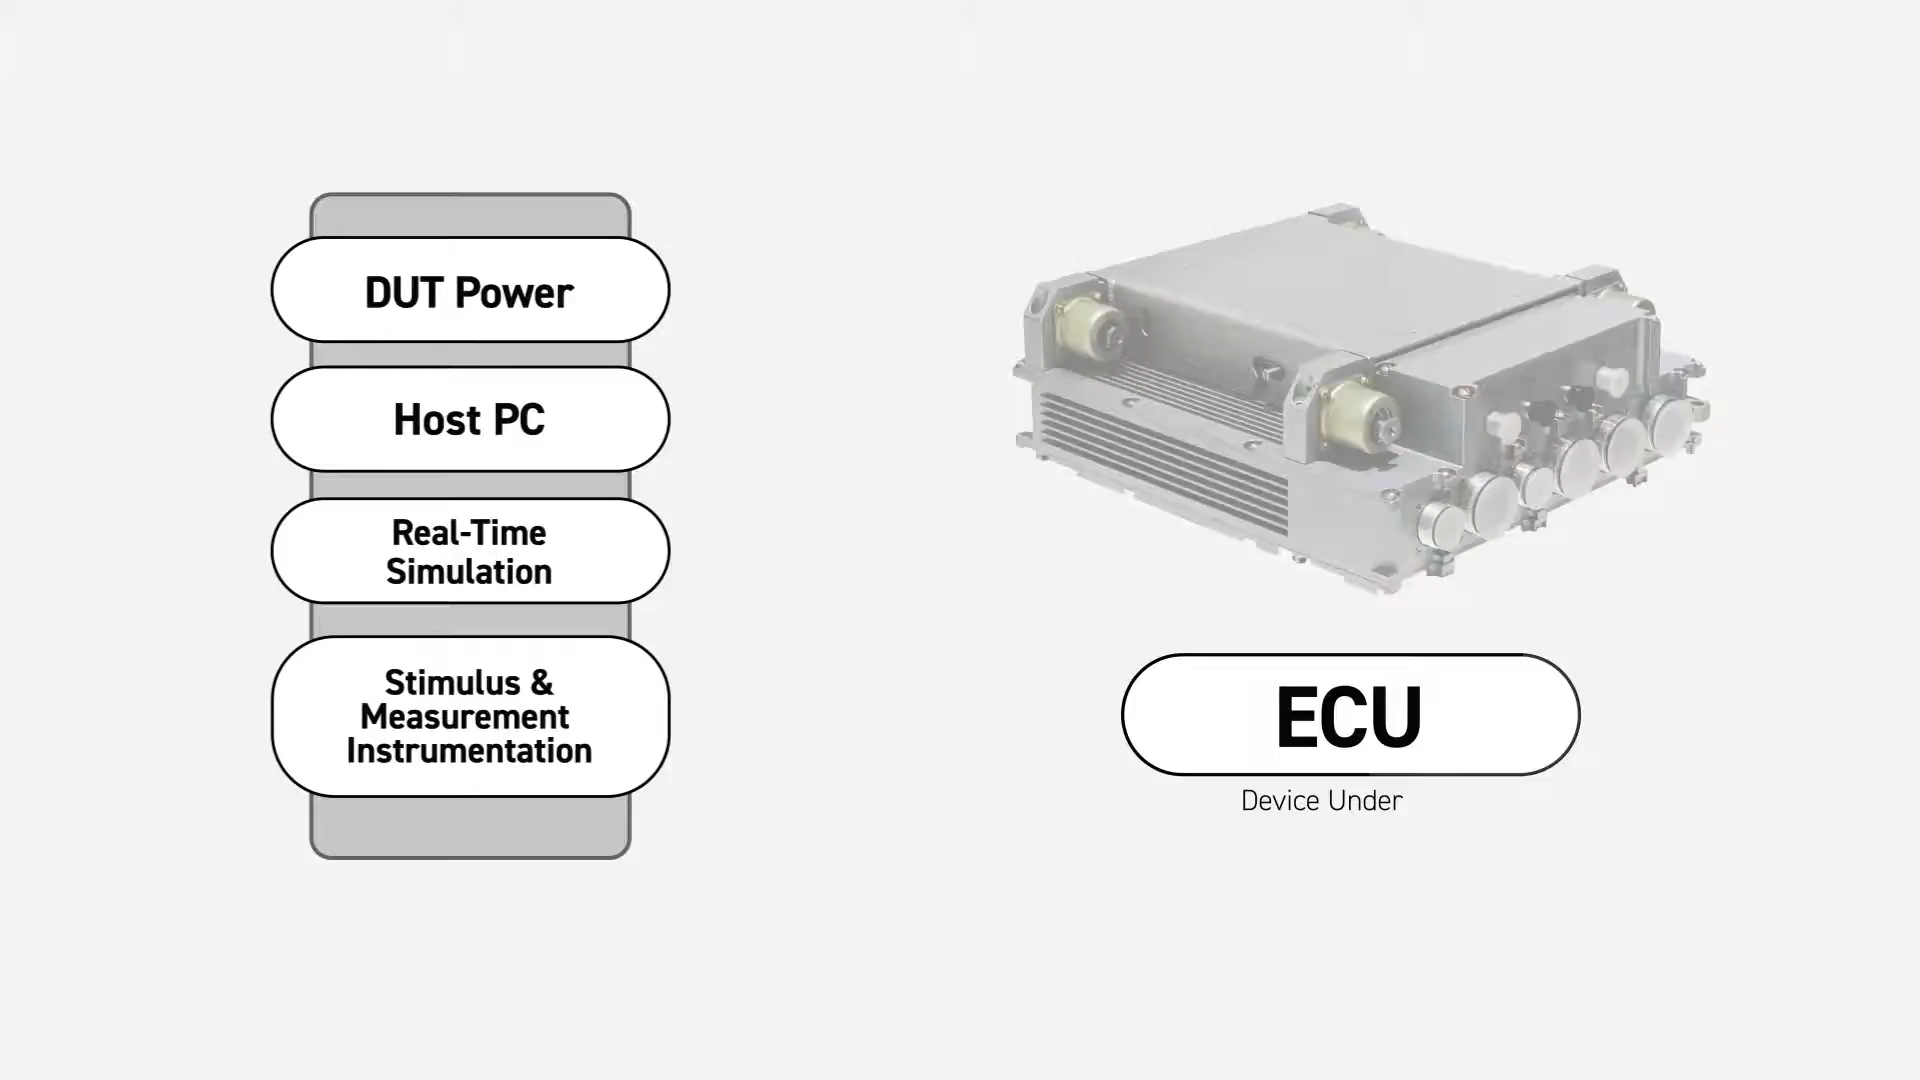 DUT Power
Host PC
Real-Time
Simulation
Stimulus &
Measurement
Instrumentation
ECU
Device Under